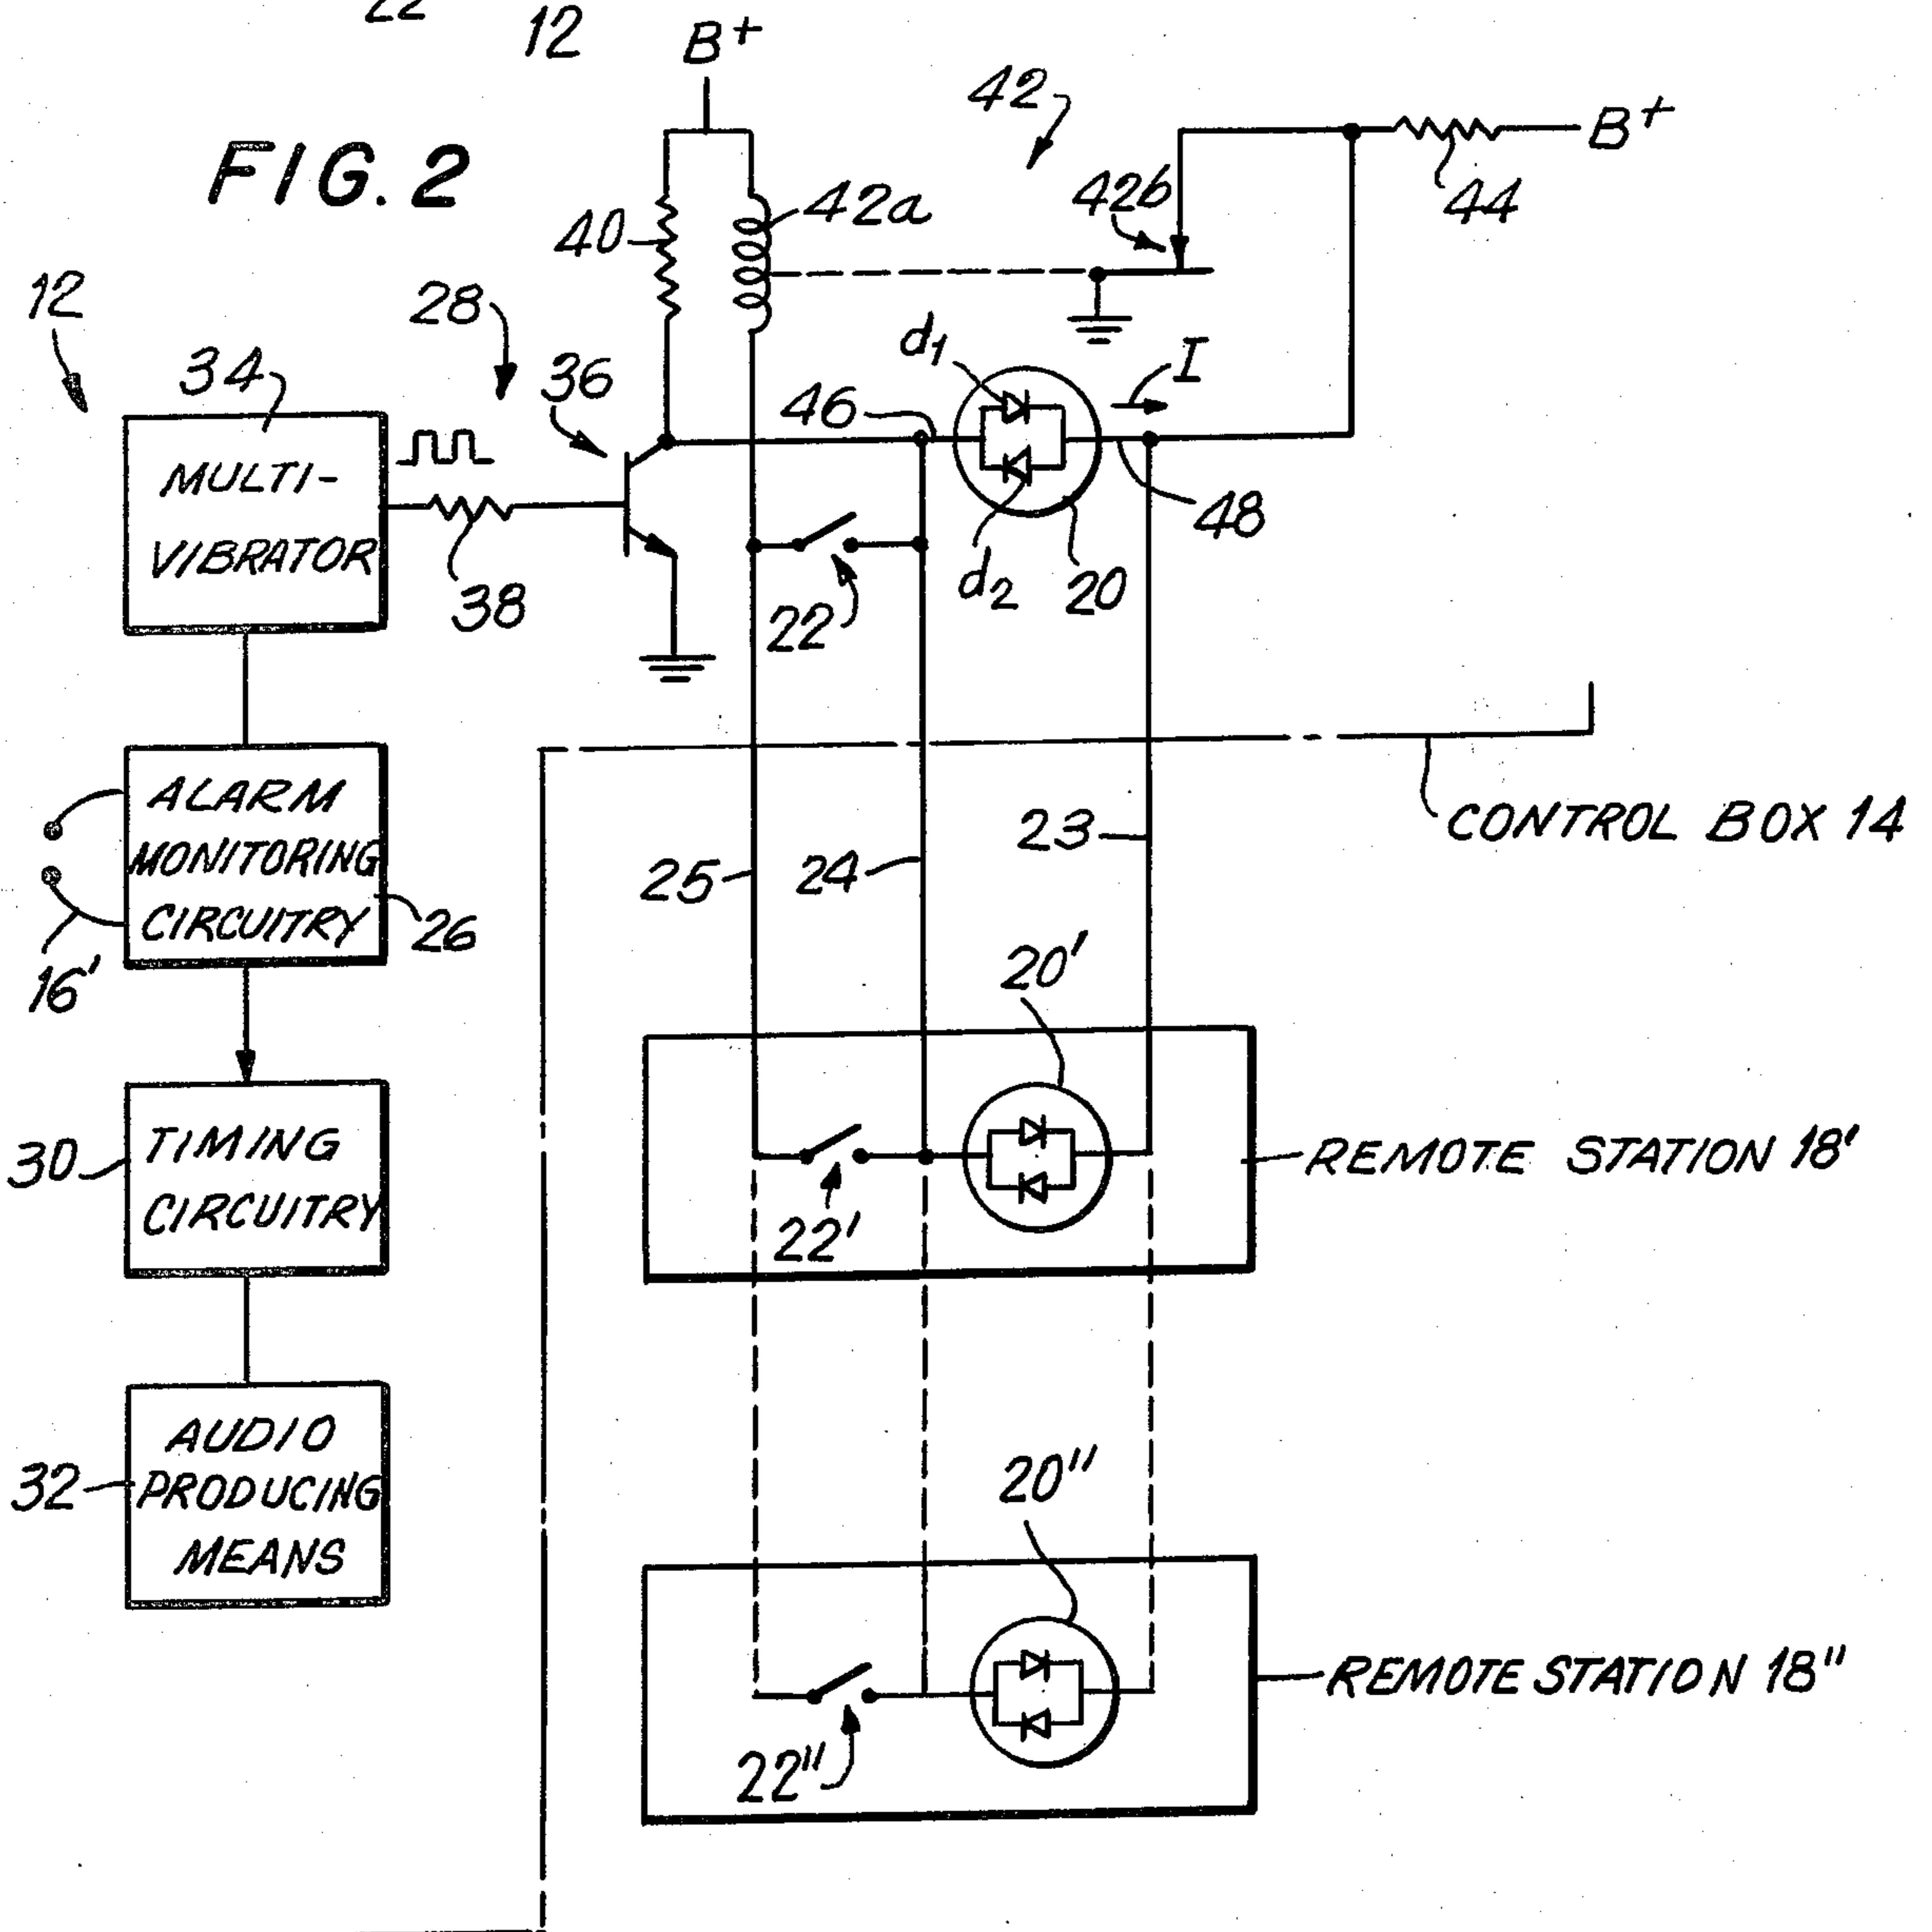 22
12
B+
42
B+
FIG. 2
42a
42b
44
40
12
28
d1
I
34
36
46
MULTI-
VIBRATOR
48
38
d2
20
22
ALARM
MONITORING
CIRCUITRY
CONTROL BOX 14
23
25
24
26
16'
20'
TIMING
CIRCUITRY
30
REMOTE STATION 18'
22'
AUDIO
PRODUCING
MEANS
32
20"
REMOTE STATION 18"
22"